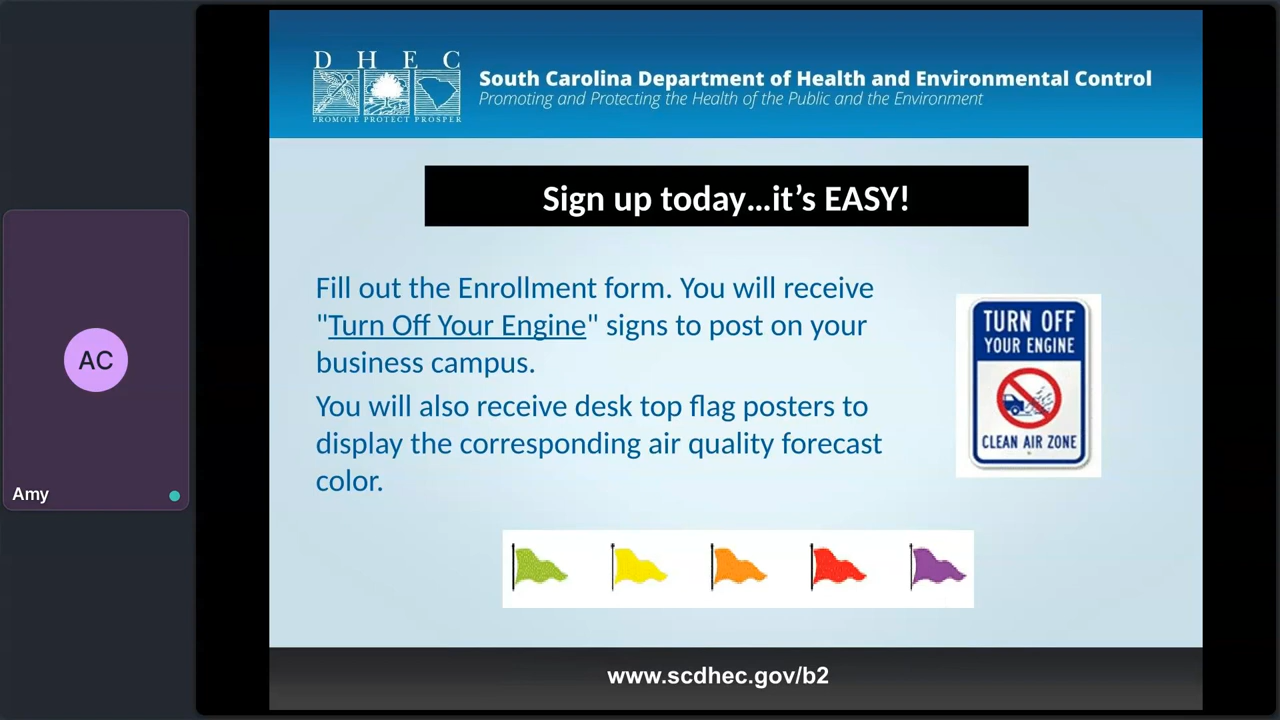 D H E C
PROMOTE PROTECT PROSPER
South Carolina Department of Health and Environmental Control
Promoting and Protecting the Health of the Public and the Environment
Sign up today...it’s EASY!
Fill out the Enrollment form. You will receive
"Turn Off Your Engine" signs to post on your
business campus.
You will also receive desk top flag posters to
display the corresponding air quality forecast
color.
TURN OFF
YOUR ENGINE
CLEAN AIR ZONE
AC
Amy
www.scdhec.gov/b2